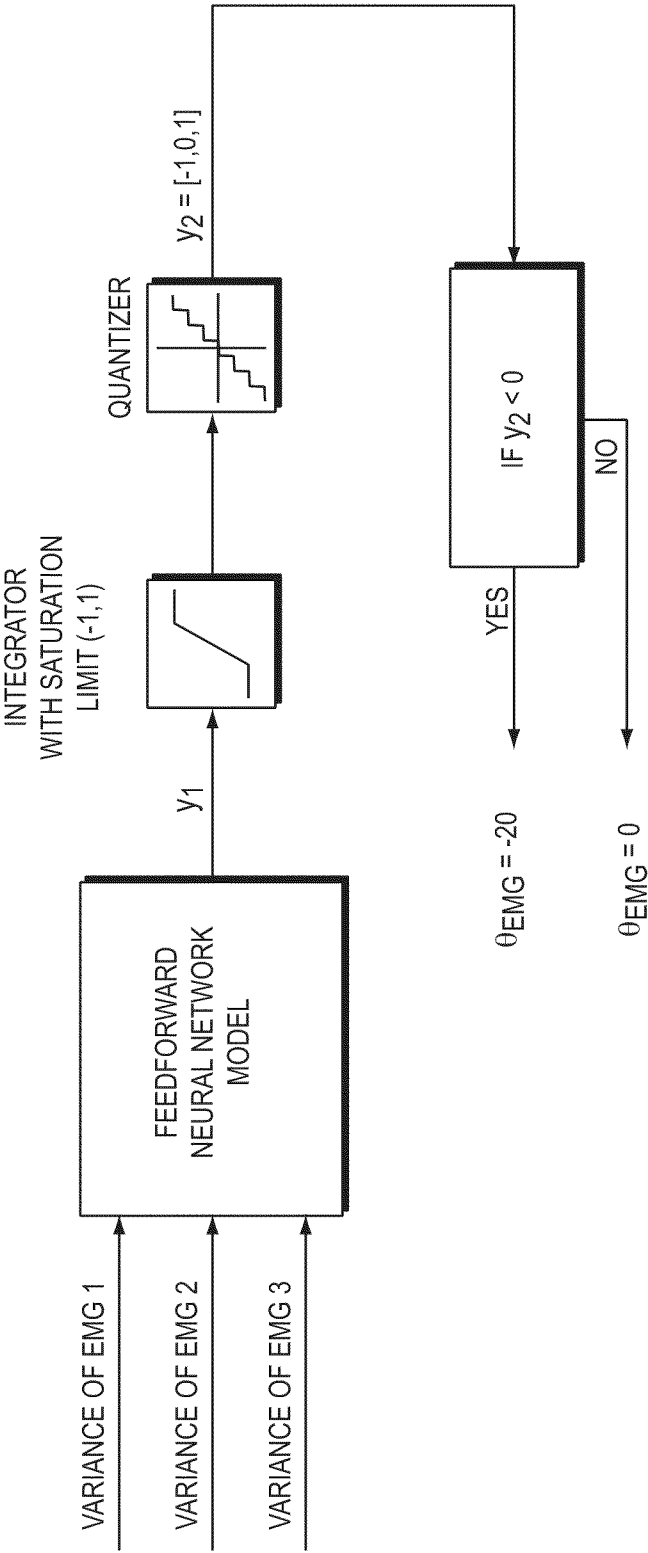 VARIANCE OF EMG 1
VARIANCE OF EMG 2
VARIANCE OF EMG 3
FEEDFORWARD
NEURAL NETWORK
MODEL
y1
INTEGRATOR
WITH SATURATION
LIMIT (-1,1)
QUANTIZER
y2 = [-1,0,1]
IF y2 < 0
YES
NO
θEMG = -20
θEMG = 0